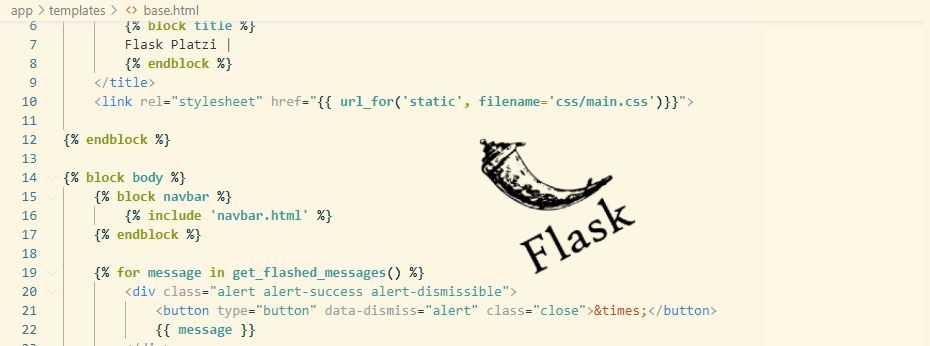 app > templates > <> base.html
6 {% block title %}
7 Flask Platzi |
8 {% endblock %}
9 </title>
10 <link rel="stylesheet" href="{{ url_for('static', filename='css/main.css')}}">
11
12 {% endblock %}
13
14 {% block body %}
15 {% block navbar %}
16 {% include 'navbar.html' %}
17 {% endblock %}
18
19 {% for message in get_flashed_messages() %}
20 <div class="alert alert-success alert-dismissible">
21 <button type="button" data-dismiss="alert" class="close">&times;</button>
22 {{ message }}
Flask